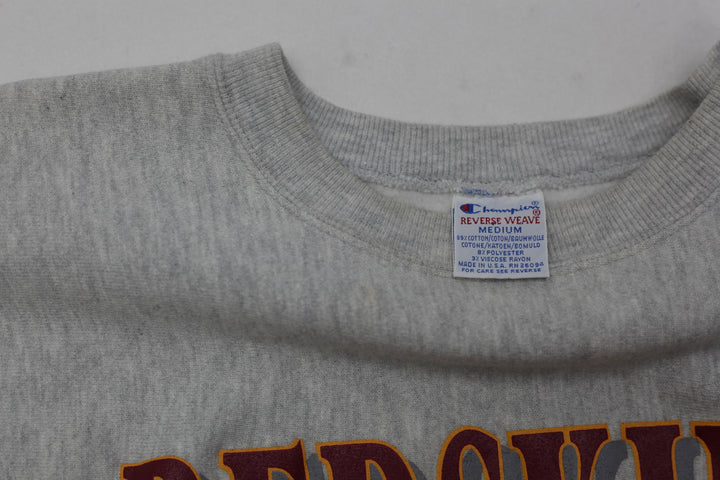 Champion®
REVERSE WEAVE®
MEDIUM
89% COTTON/COTON/BAUMWOLLE
COTONE/KATOEN/BOMULD
8% POLYESTER
3% VISCOSE RAYON
MADE IN U.S.A. RN 26094
FOR CARE SEE REVERSE
REDSKI